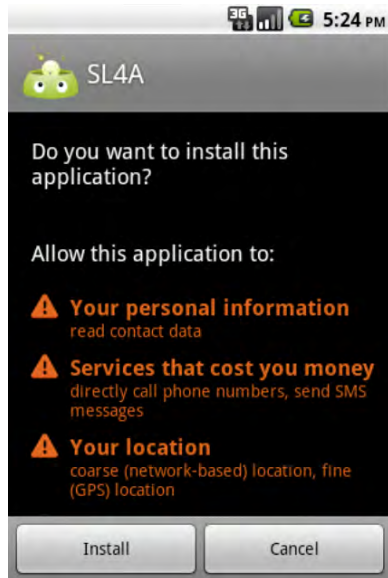 3G 5:24 PM
SL4A
Do you want to install this
application?
Allow this application to:
Your personal information
read contact data
Services that cost you money
directly call phone numbers, send SMS
messages
Your location
coarse (network-based) location, fine
(GPS) location
Install Cancel